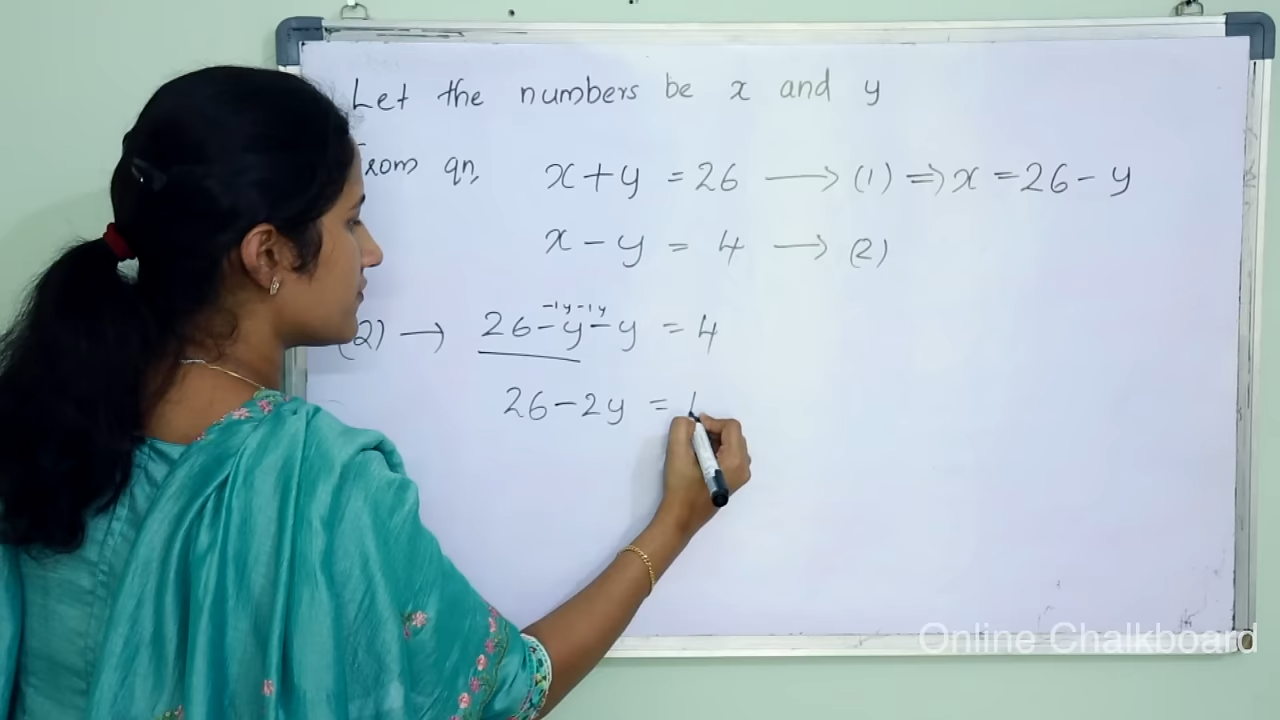 Let the numbers be x and y
From qn, x + y = 26 ⟶ (1) ⇒ x = 26 - y
x - y = 4 ⟶ (2)
-1y -1y
(2) ⟶ 26 - y - y = 4
26 - 2y =
Online Chalkboard